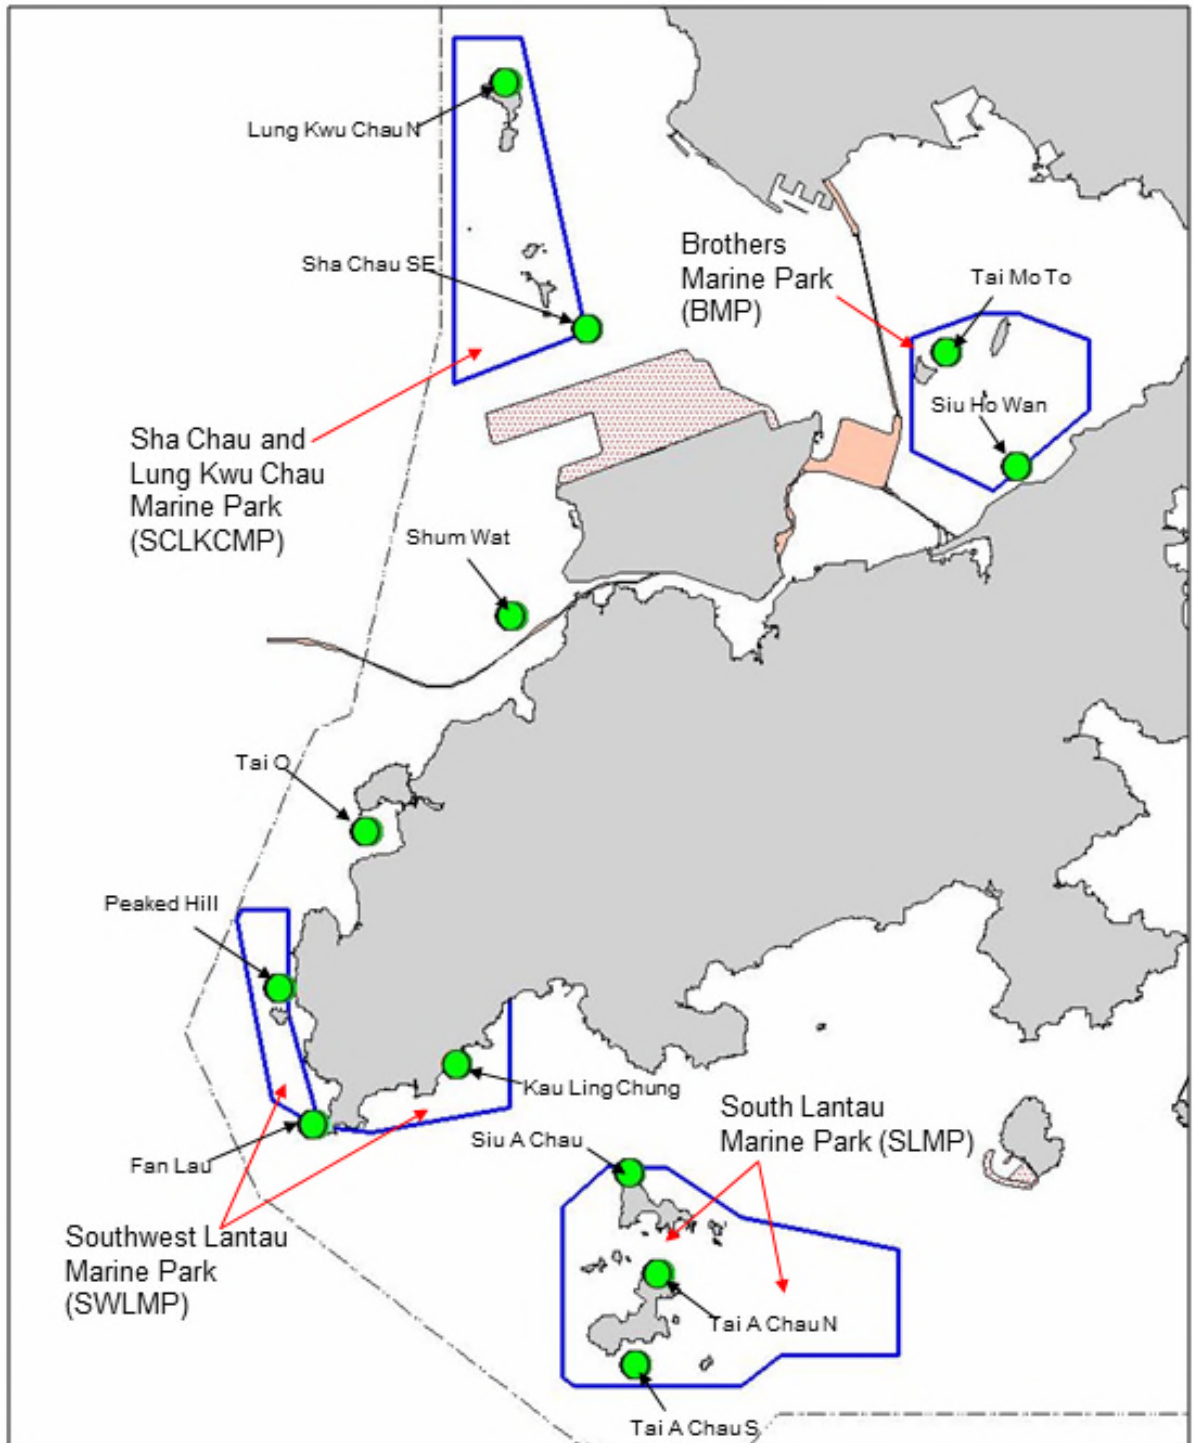 Lung Kwu Chau N
Sha Chau SE
Brothers
Marine Park
(BMP)
Tai Mo To
Siu Ho Wan
Sha Chau and
Lung Kwu Chau
Marine Park
(SCLKCMP)
Shum Wat
Tai O
Peaked Hill
Kau Ling Chung
South Lantau
Marine Park (SLMP)
Siu A Chau
Fan Lau
Southwest Lantau
Marine Park
(SWLMP)
Tai A Chau N
Tai A Chau S